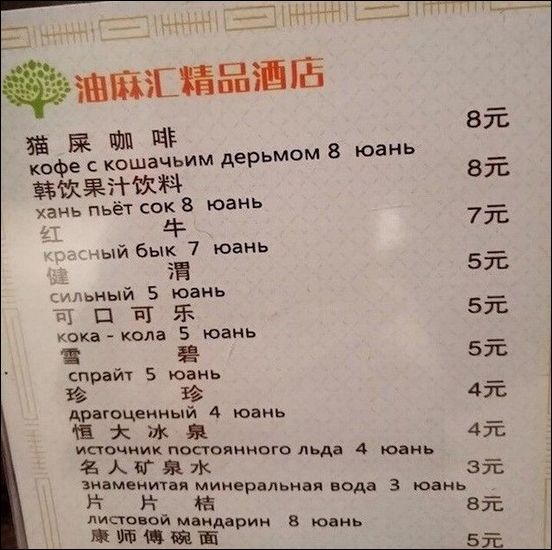 油麻汇精品酒店
猫屎咖啡 8元
кофе с кошачьим дерьмом 8 юань
韩饮果汁饮料 8元
хань пьёт сок 8 юань
红牛 7元
красный бык 7 юань
健渭 5元
сильный 5 юань
可口可乐 5元
кока - кола 5 юань
雪碧 5元
спрайт 5 юань
珍珍 4元
драгоценный 4 юань
恒大冰泉 4元
источник постоянного льда 4 юань
名人矿泉水 3元
знаменитая минеральная вода 3 юань
片片桔 8元
листовой мандарин 8 юань
康师傅碗面 5元